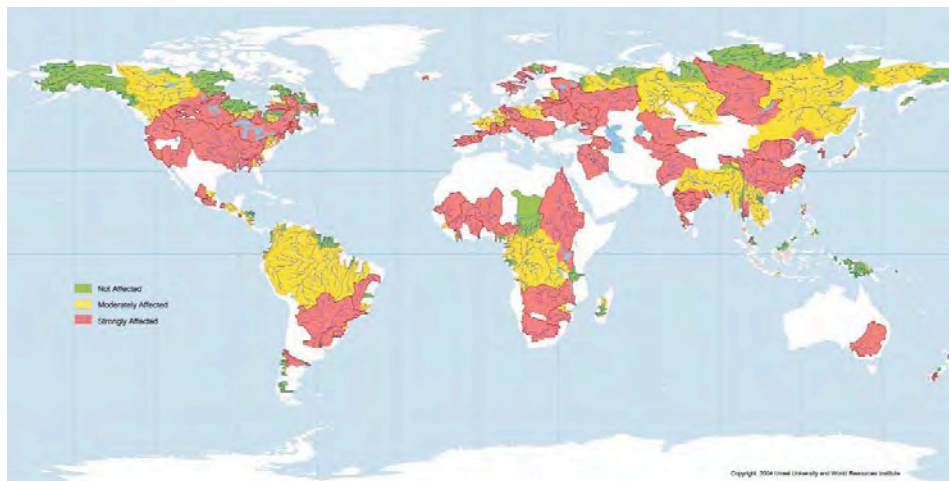 Not Affected
Moderately Affected
Strongly Affected
Copyright, 2004 Umeå University and World Resources Institute